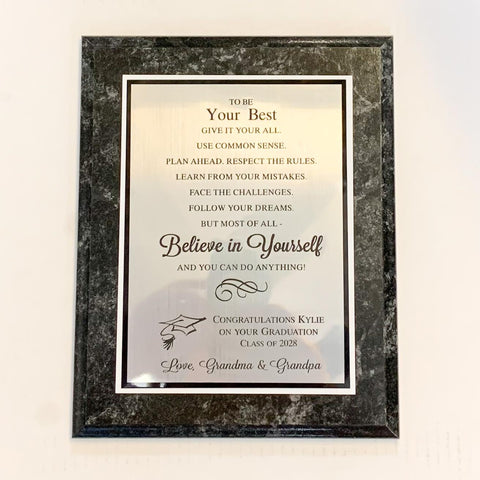 TO BE
Your Best
GIVE IT YOUR ALL.
USE COMMON SENSE.
PLAN AHEAD. RESPECT THE RULES.
LEARN FROM YOUR MISTAKES.
FACE THE CHALLENGES.
FOLLOW YOUR DREAMS.
BUT MOST OF ALL -
Believe in Yourself
AND YOU CAN DO ANYTHING!
CONGRATULATIONS KYLIE
ON YOUR GRADUATION
CLASS OF 2028
Love, Grandma & Grandpa